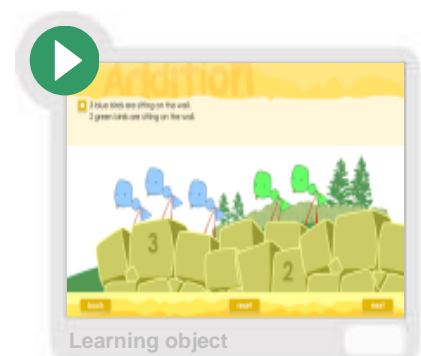 Addition
3 blue birds are sitting on the wall.
2 green birds are sitting on the wall.
3
2
back
reset
next
Learning object